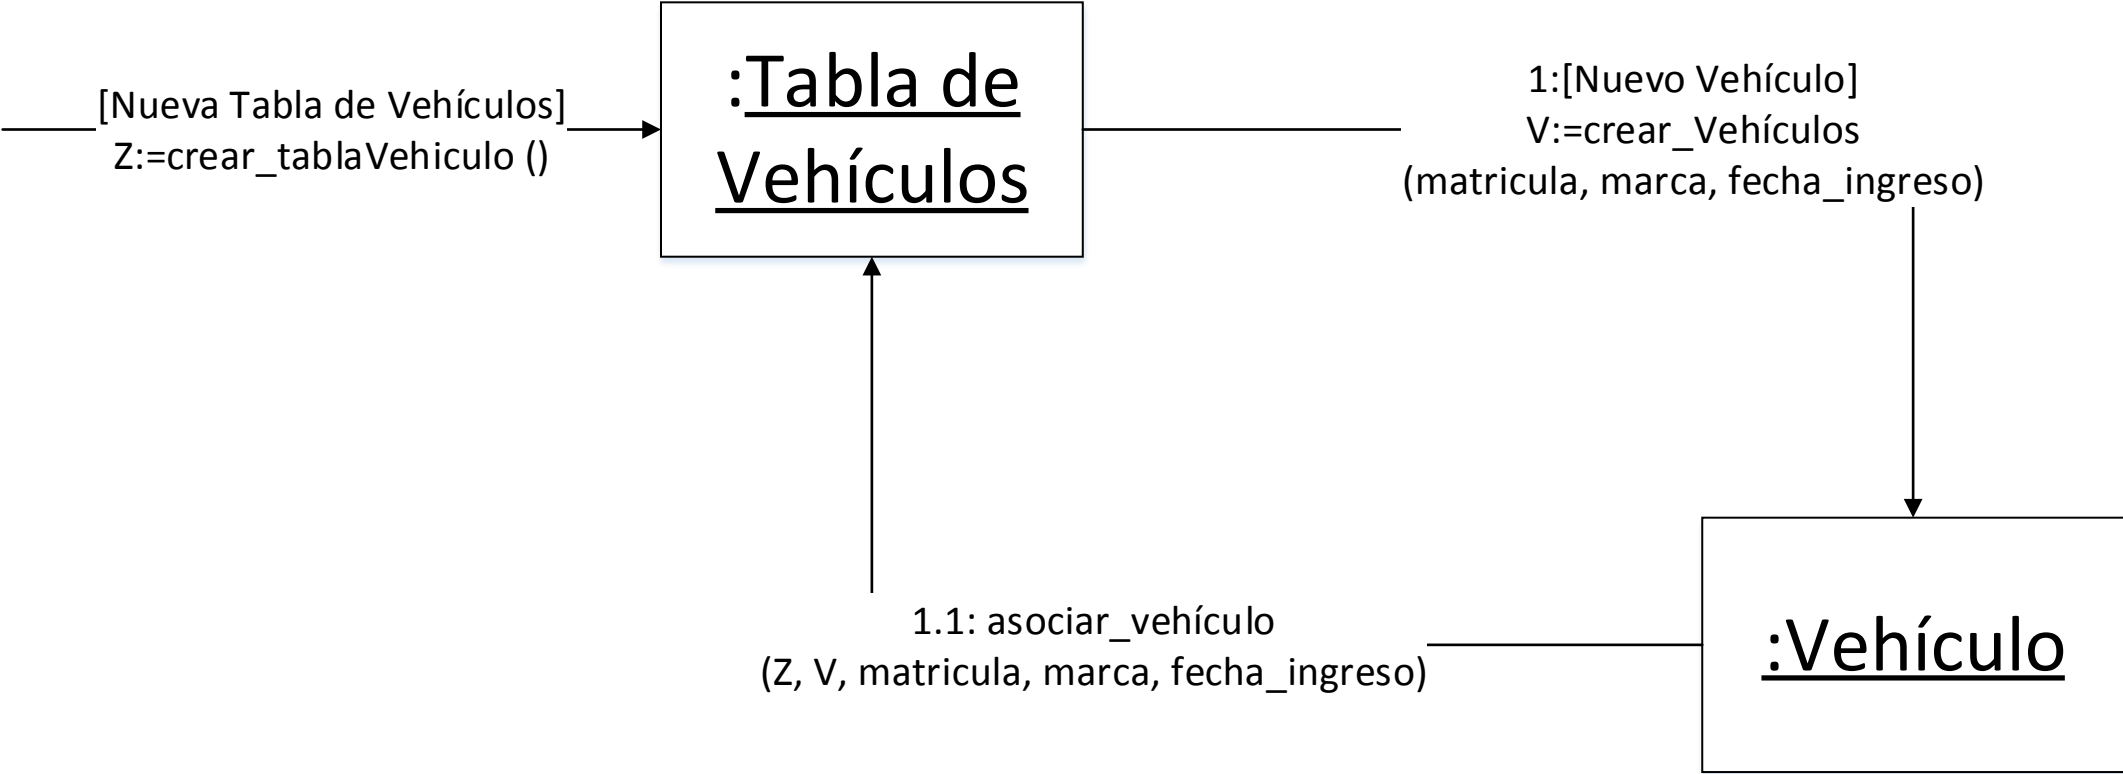 [Nueva Tabla de Vehículos]
Z:=crear_tablaVehiculo ()
:Tabla de
Vehículos
1:[Nuevo Vehículo]
V:=crear_Vehículos
(matricula, marca, fecha_ingreso)
1.1: asociar_vehículo
(Z, V, matricula, marca, fecha_ingreso)
:Vehículo